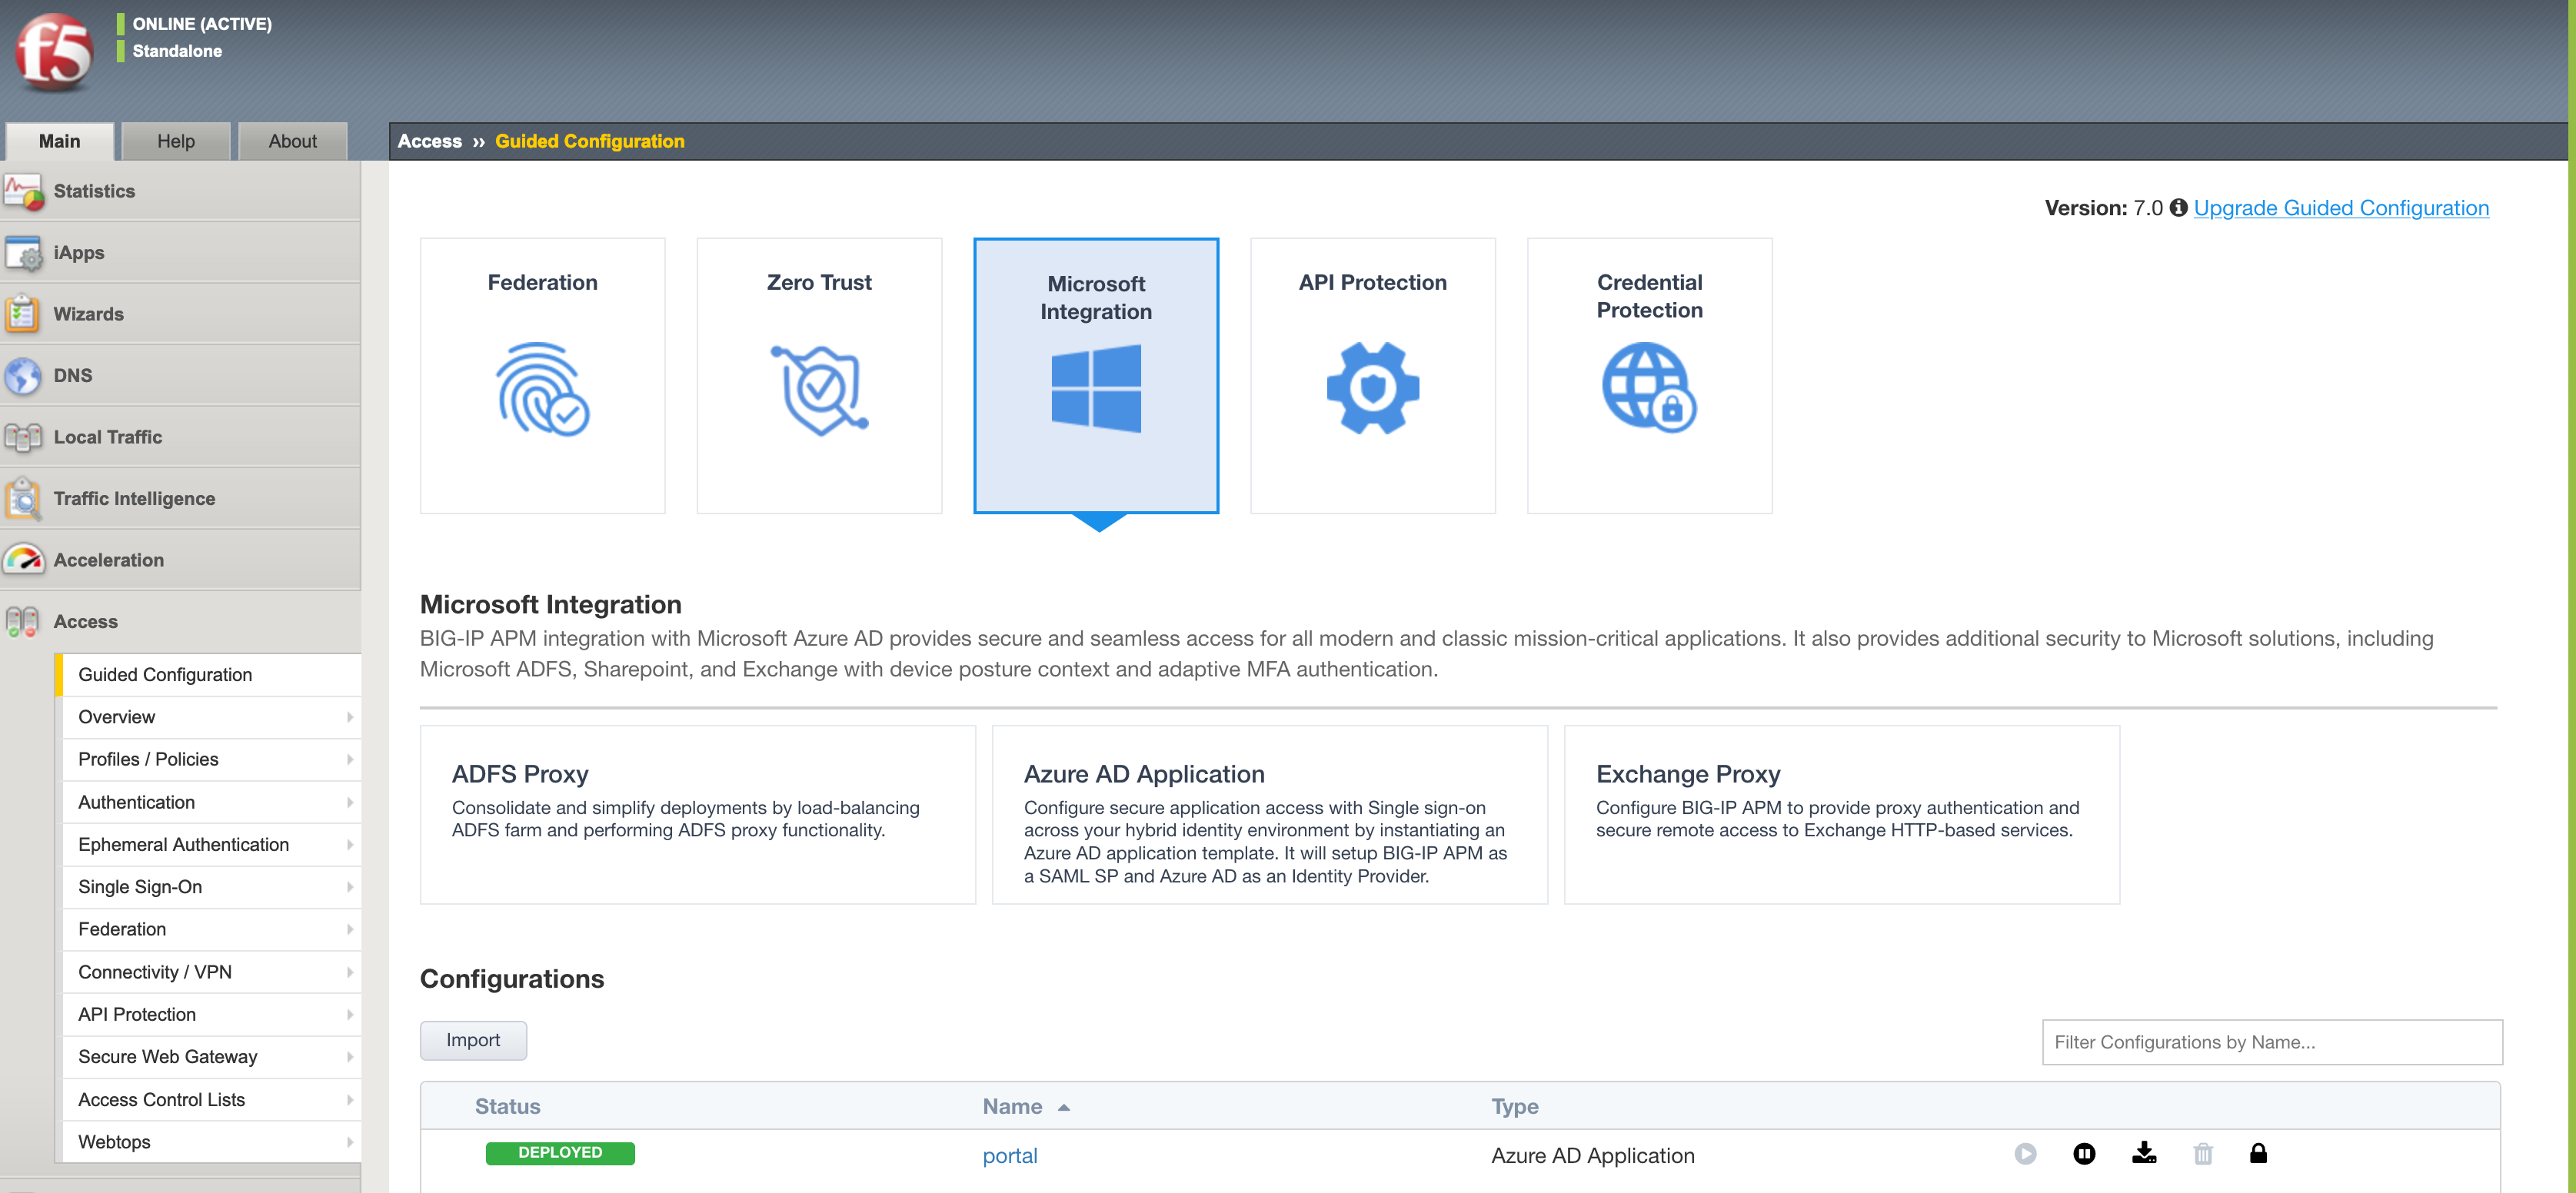 f5
ONLINE (ACTIVE)
Standalone
Main
Help
About
Access » Guided Configuration
Statistics
iApps
Wizards
DNS
Local Traffic
Traffic Intelligence
Acceleration
Access
Guided Configuration
Overview
Profiles / Policies
Authentication
Ephemeral Authentication
Single Sign-On
Federation
Connectivity / VPN
API Protection
Secure Web Gateway
Access Control Lists
Webtops
Version: 7.0 Upgrade Guided Configuration
Federation
Zero Trust
Microsoft
Integration
API Protection
Credential
Protection
Microsoft Integration
BIG-IP APM integration with Microsoft Azure AD provides secure and seamless access for all modern and classic mission-critical applications. It also provides additional security to Microsoft solutions, including
Microsoft ADFS, Sharepoint, and Exchange with device posture context and adaptive MFA authentication.
ADFS Proxy
Consolidate and simplify deployments by load-balancing
ADFS farm and performing ADFS proxy functionality.
Azure AD Application
Configure secure application access with Single sign-on
across your hybrid identity environment by instantiating an
Azure AD application template. It will setup BIG-IP APM as
a SAML SP and Azure AD as an Identity Provider.
Exchange Proxy
Configure BIG-IP APM to provide proxy authentication and
secure remote access to Exchange HTTP-based services.
Configurations
Import
Filter Configurations by Name...
Status
Name
Type
DEPLOYED
portal
Azure AD Application